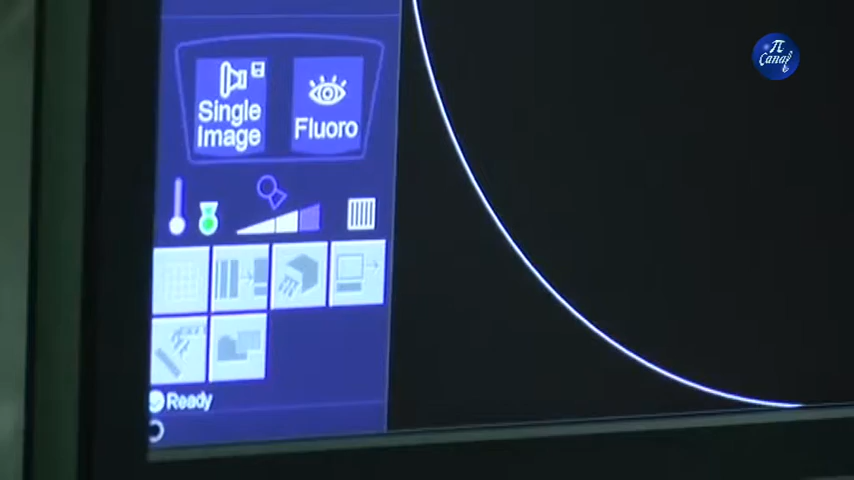 π
Canal
Single
Image
Fluoro
Ready